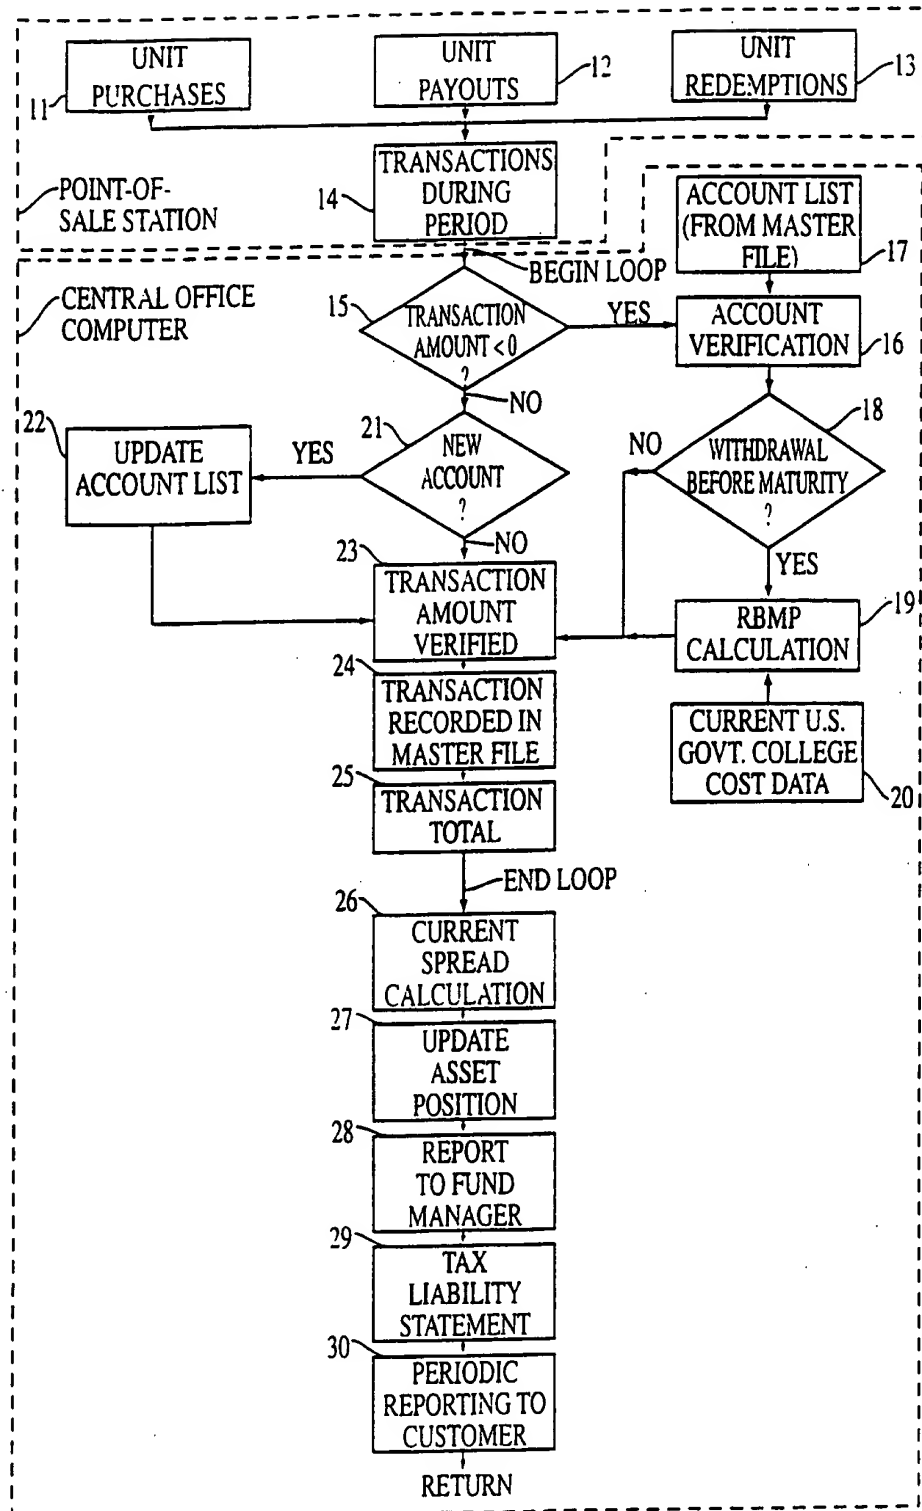 UNIT
PURCHASES
11
UNIT
PAYOUTS
12
UNIT
REDEMPTIONS
13
POINT-OF-
SALE STATION
14
TRANSACTIONS
DURING
PERIOD
ACCOUNT LIST
(FROM MASTER
FILE)
17
BEGIN LOOP
CENTRAL OFFICE
COMPUTER
15
TRANSACTION
AMOUNT <0
?
YES
ACCOUNT
VERIFICATION
16
NO
18
WITHDRAWAL
BEFORE MATURITY
?
NO
YES
22
UPDATE
ACCOUNT LIST
YES
21
NEW
ACCOUNT
?
NO
23
TRANSACTION
AMOUNT
VERIFIED
RBMP
CALCULATION
19
24
TRANSACTION
RECORDED IN
MASTER FILE
CURRENT U.S.
GOVT. COLLEGE
COST DATA
20
25
TRANSACTION
TOTAL
END LOOP
26
CURRENT
SPREAD
CALCULATION
27
UPDATE
ASSET
POSITION
28
REPORT
TO FUND
MANAGER
29
TAX
LIABILITY
STATEMENT
30
PERIODIC
REPORTING TO
CUSTOMER
RETURN